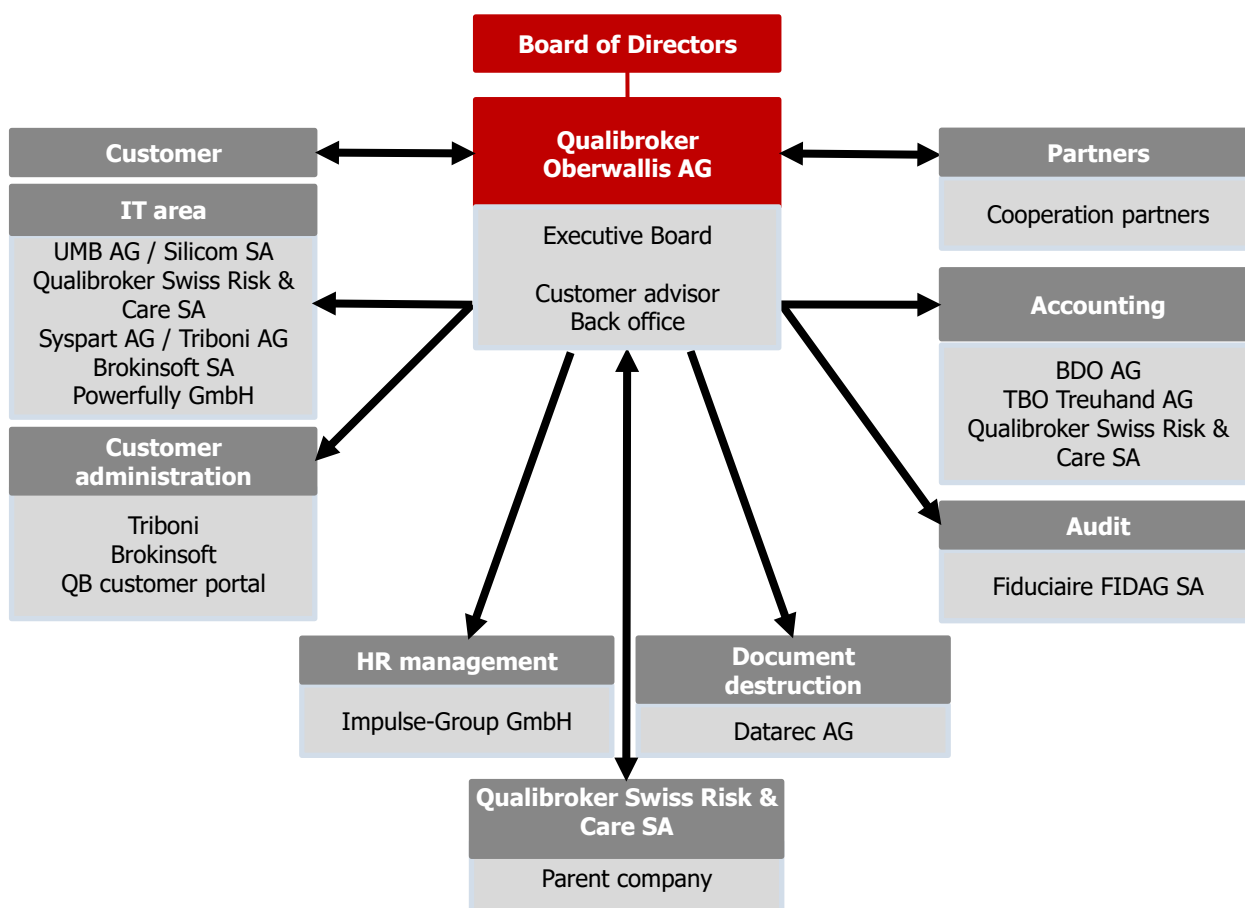 Board of Directors
Qualibroker
Oberwallis AG
Executive Board
Customer advisor
Back office
Customer
IT area
UMB AG / Silicom SA
Qualibroker Swiss Risk &
Care SA
Syspart AG / Triboni AG
Brokinsoft SA
Powerfully GmbH
Customer
administration
Triboni
Brokinsoft
QB customer portal
Partners
Cooperation partners
Accounting
BDO AG
TBO Treuhand AG
Qualibroker Swiss Risk &
Care SA
Audit
Fiduciaire FIDAG SA
HR management
Impulse-Group GmbH
Document
destruction
Datarec AG
Qualibroker Swiss Risk &
Care SA
Parent company